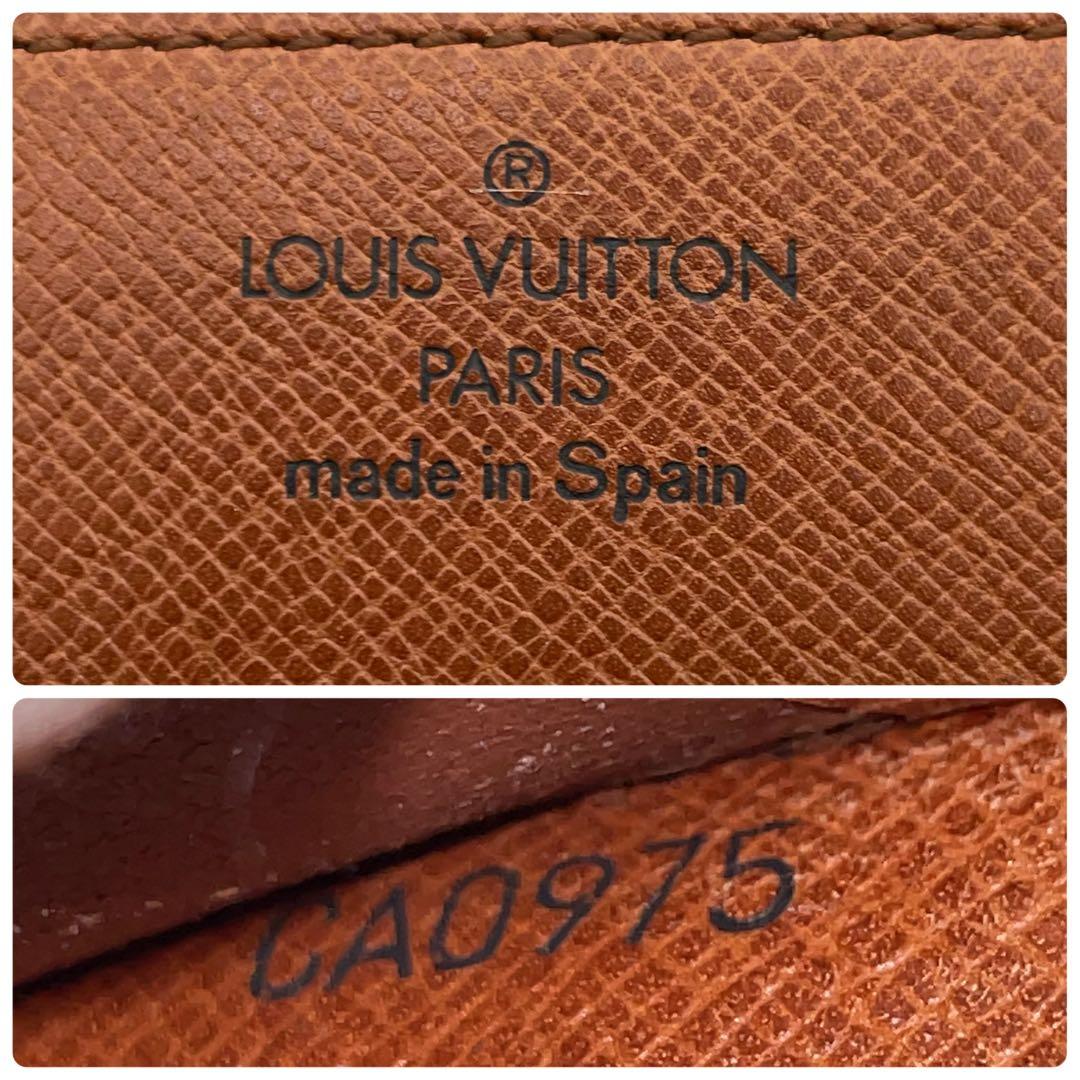 ®
LOUIS VUITTON
PARIS
made in Spain
CA0975